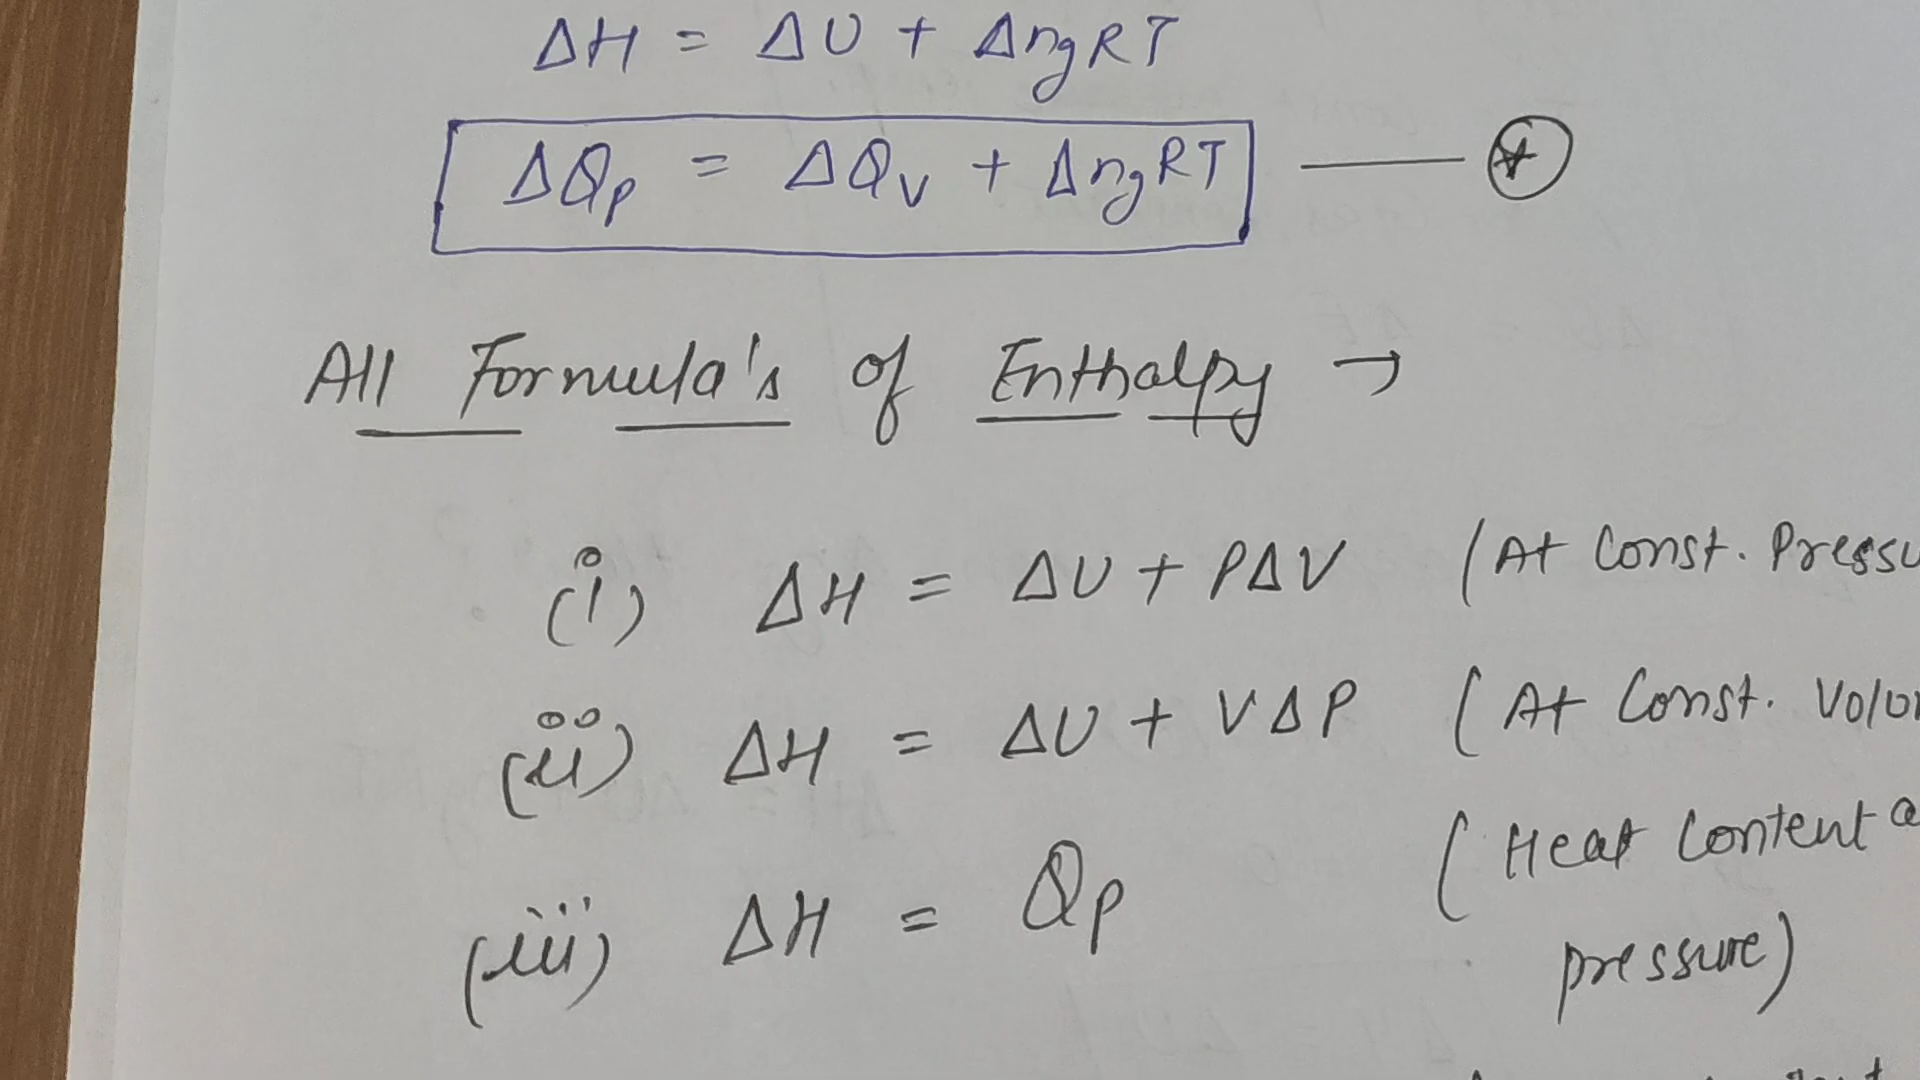 ΔH = ΔU + ΔngRT
ΔQp = ΔQv + ΔngRT —— *
All Formula's of Enthalpy →
(i) ΔH = ΔU + PΔV (At Const. Pressu
(ii) ΔH = ΔU + VΔP (At Const. Volu
(iii) ΔH = Qp (Heat Content a
pressure)